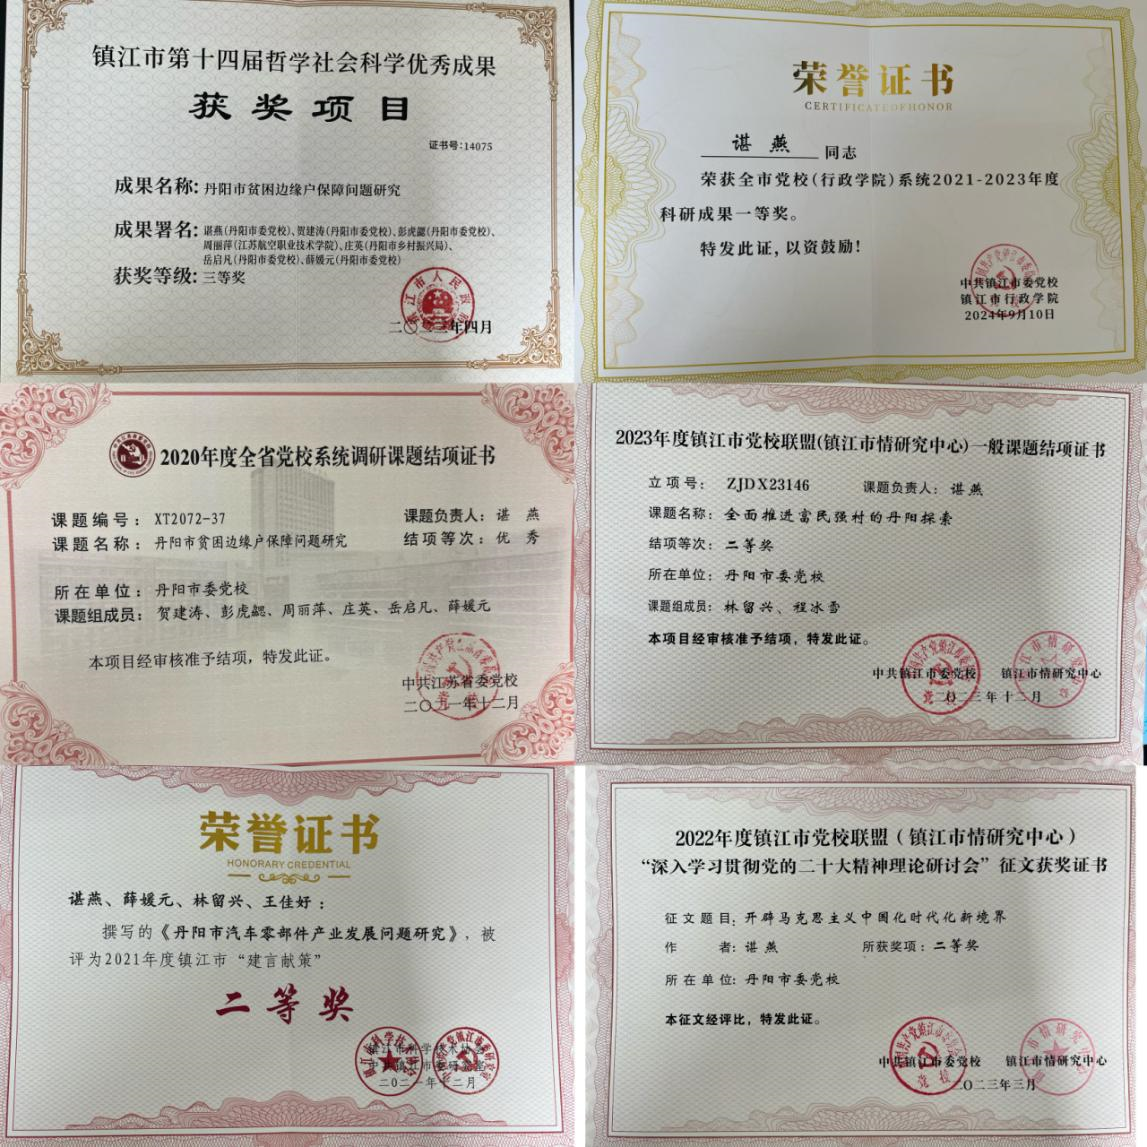 镇江市第十四届哲学社会科学优秀成果
获奖项目
证书号:14075
成果名称: 丹阳市贫困边缘户保障问题研究
成果署名: 谌燕(丹阳市委党校)、贺建涛(丹阳市委党校)、彭虎勰(丹阳市委党校)、
周丽萍(江苏航空职业技术学院)、庄英(丹阳市乡村振兴局)、
岳启凡(丹阳市委党校)、薛媛元(丹阳市委党校)
获奖等级: 三等奖
年四月
荣誉证书
CERTIFICATEOFHONOR
谌燕 同志
荣获全市党校(行政学院)系统2021-2023年度
科研成果一等奖。
特发此证,以资鼓励!
中共镇江市委党校
镇江市行政学院
2024年9月10日
2020年度全省党校系统调研课题结项证书
课题编号: XT2072-37 课题负责人: 谌燕
课题名称: 丹阳市贫困边缘户保障问题研究 结项等次: 优秀
所在单位: 丹阳市委党校
课题组成员: 贺建涛、彭虎勰、周丽萍、庄英、岳启凡、薛媛元
本项目经审核准予结项,特发此证。
中共江苏省委党校
二〇二一年十二月
2023年度镇江市党校联盟(镇江市情研究中心)一般课题结项证书
立项号: ZJDX23146 课题负责人: 谌燕
课题名称: 全面推进富民强村的丹阳探索
结项等次: 二等奖
所在单位: 丹阳市委党校
课题组成员: 林留兴、程冰雪
本项目经审核准予结项,特发此证。
中共镇江市委党校 镇江市情研究中心
二〇二三年十二月
荣誉证书
HONORARY CREDENTIAL
谌燕、薛媛元、林留兴、王佳好:
撰写的《丹阳市汽车零部件产业发展问题研究》,被
评为2021年度镇江市“建言献策”
二等奖
镇江市科学技术协会
二〇二一年十二月
2022年度镇江市党校联盟(镇江市情研究中心)
“深入学习贯彻党的二十大精神理论研讨会”征文获奖证书
征文题目: 开辟马克思主义中国化时代化新境界
作者: 谌燕 所获奖项: 二等奖
所在单位: 丹阳市委党校
本征文经评比,特发此证。
中共镇江市委党校 镇江市情研究中心
二〇二三年三月